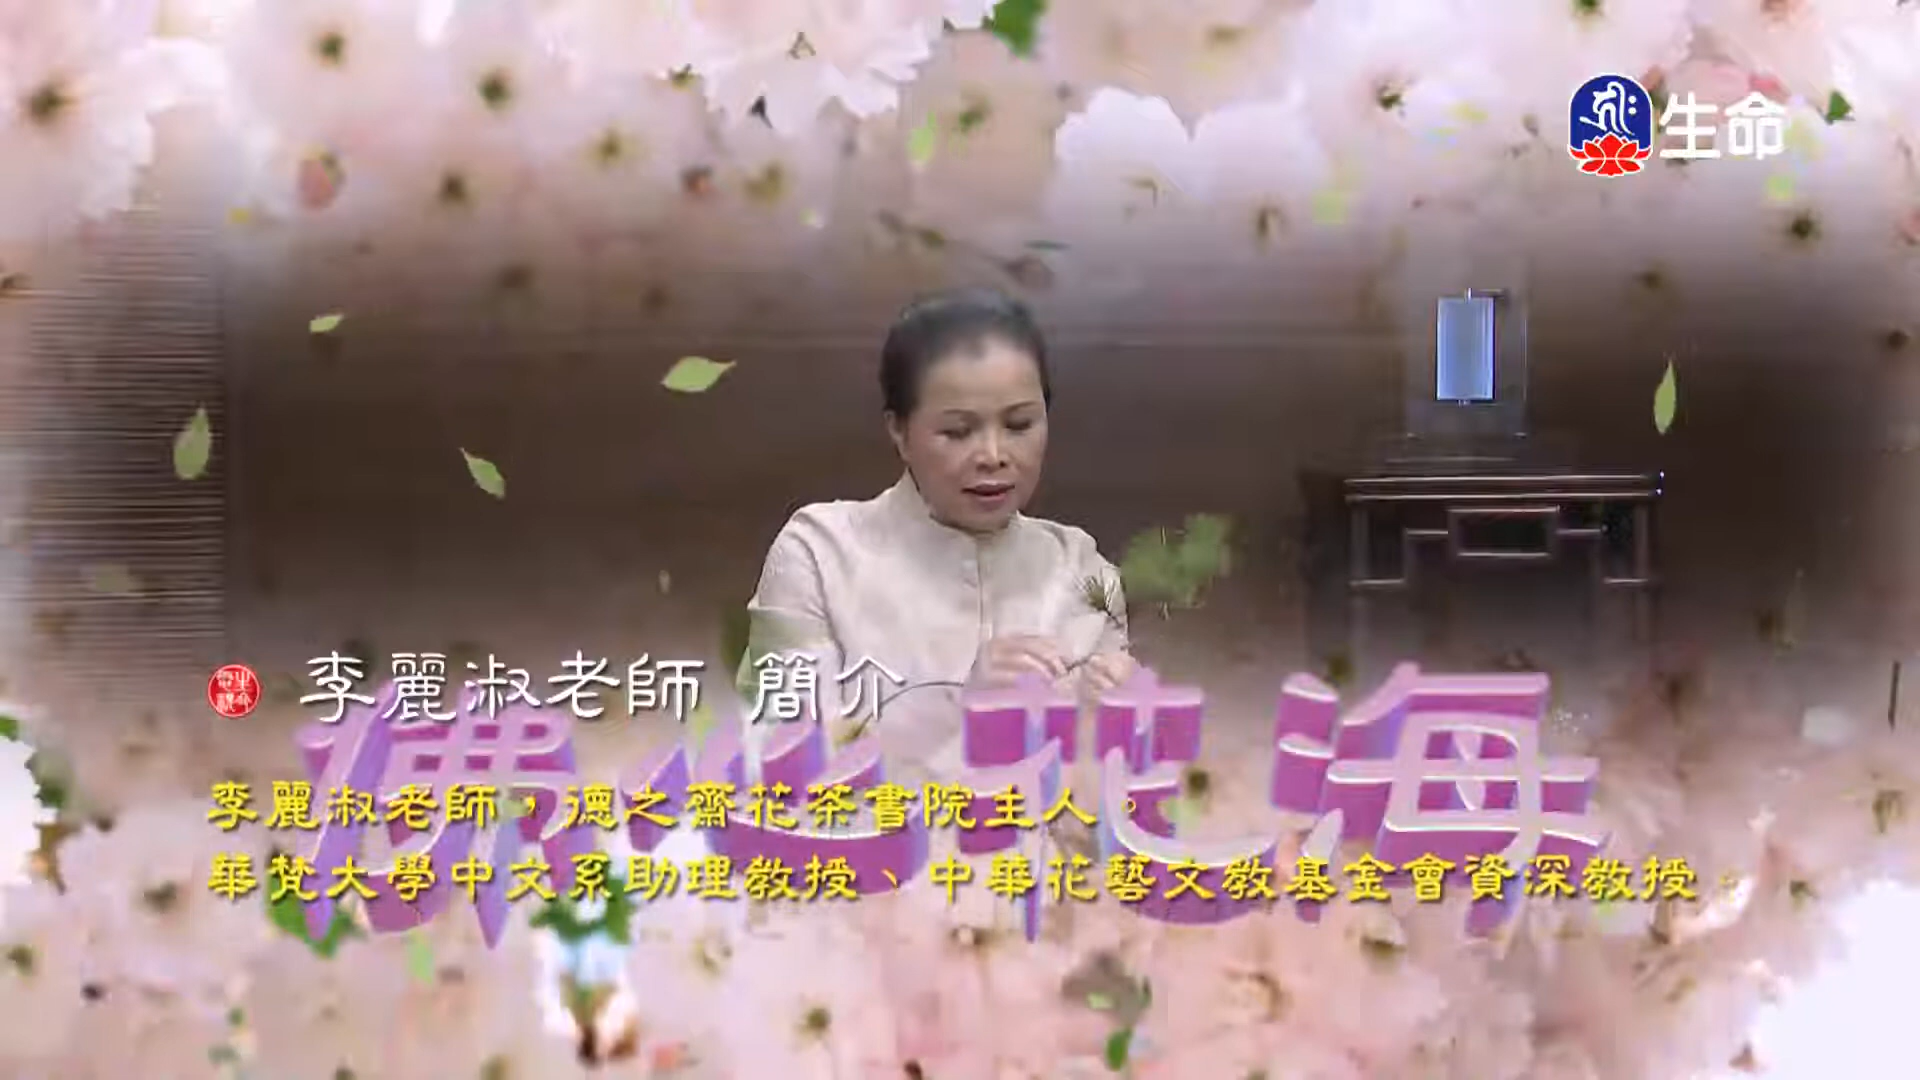 生命
李麗淑老師 簡介
佛心花海
李麗淑老師，德之齋花茶書院主人。
華梵大學中文系助理教授、中華花藝文教基金會資深教授。